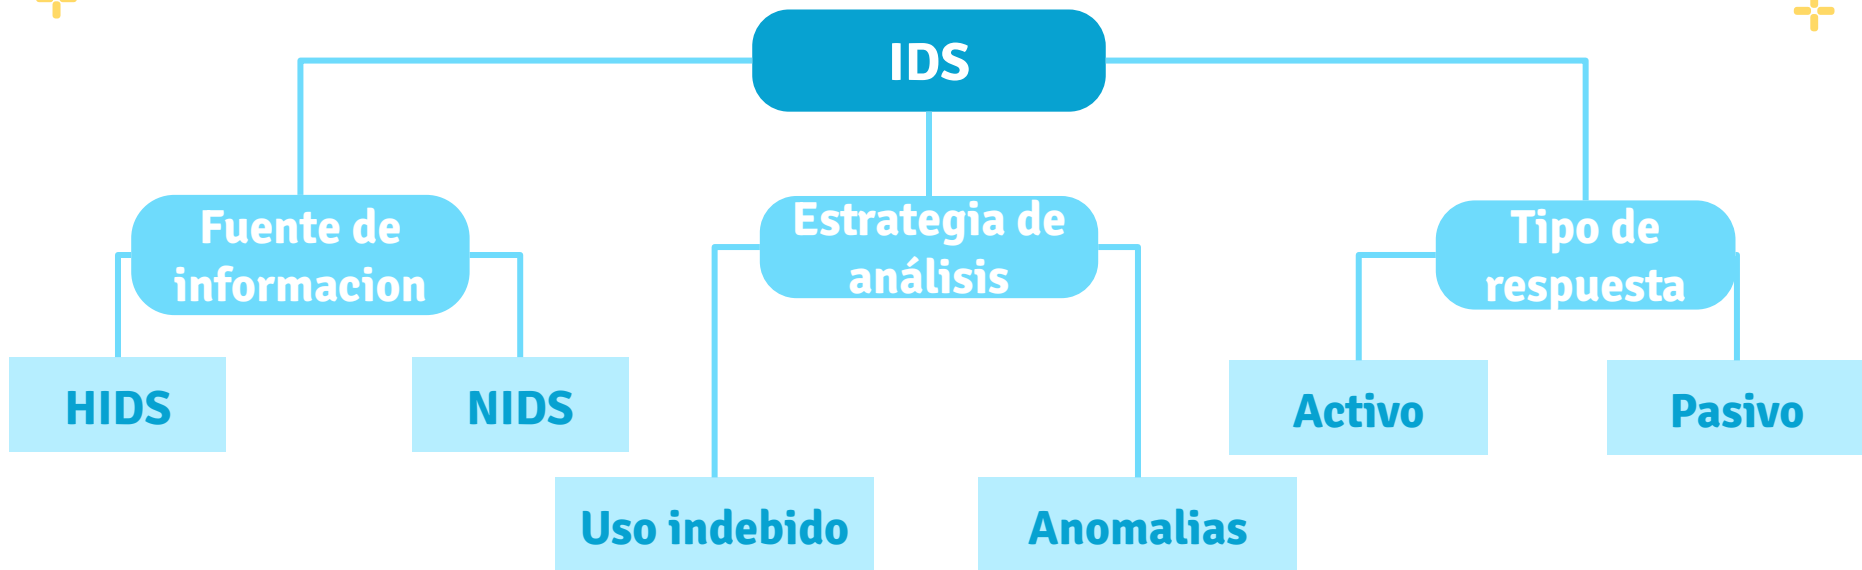 IDS
Fuente de
informacion
Estrategia de
análisis
Tipo de
respuesta
HIDS
NIDS
Activo
Pasivo
Uso indebido
Anomalias